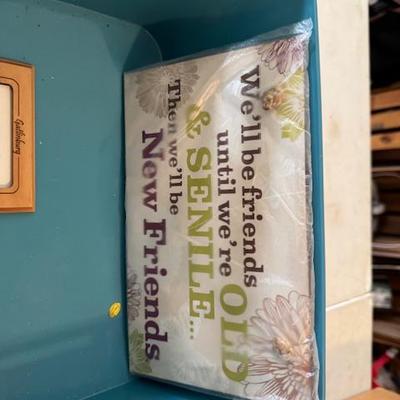 We'll be friends
until we're OLD
& SENILE...
Then we'll be
New Friends
Gatlinburg